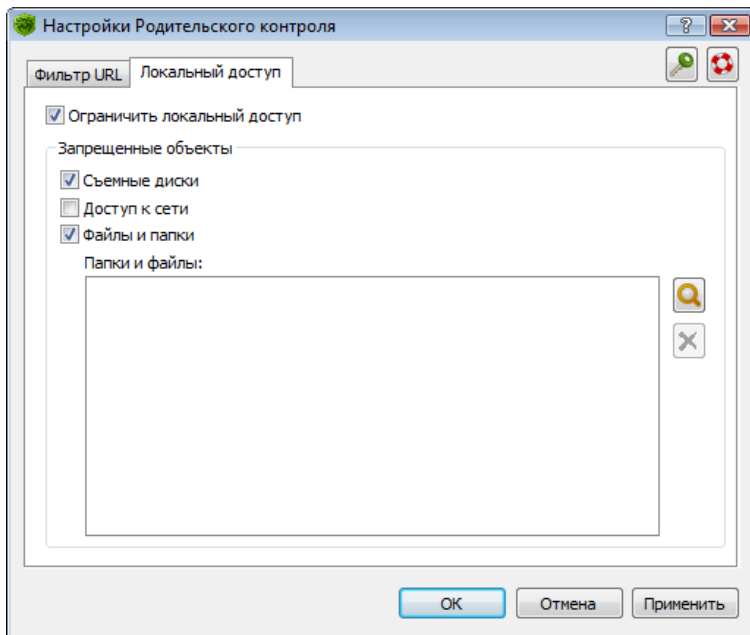 Настройки Родительского контроля
Фильтр URL
Локальный доступ
Ограничить локальный доступ
Запрещенные объекты
Съемные диски
Доступ к сети
Файлы и папки
Папки и файлы:
ОК
Отмена
Применить